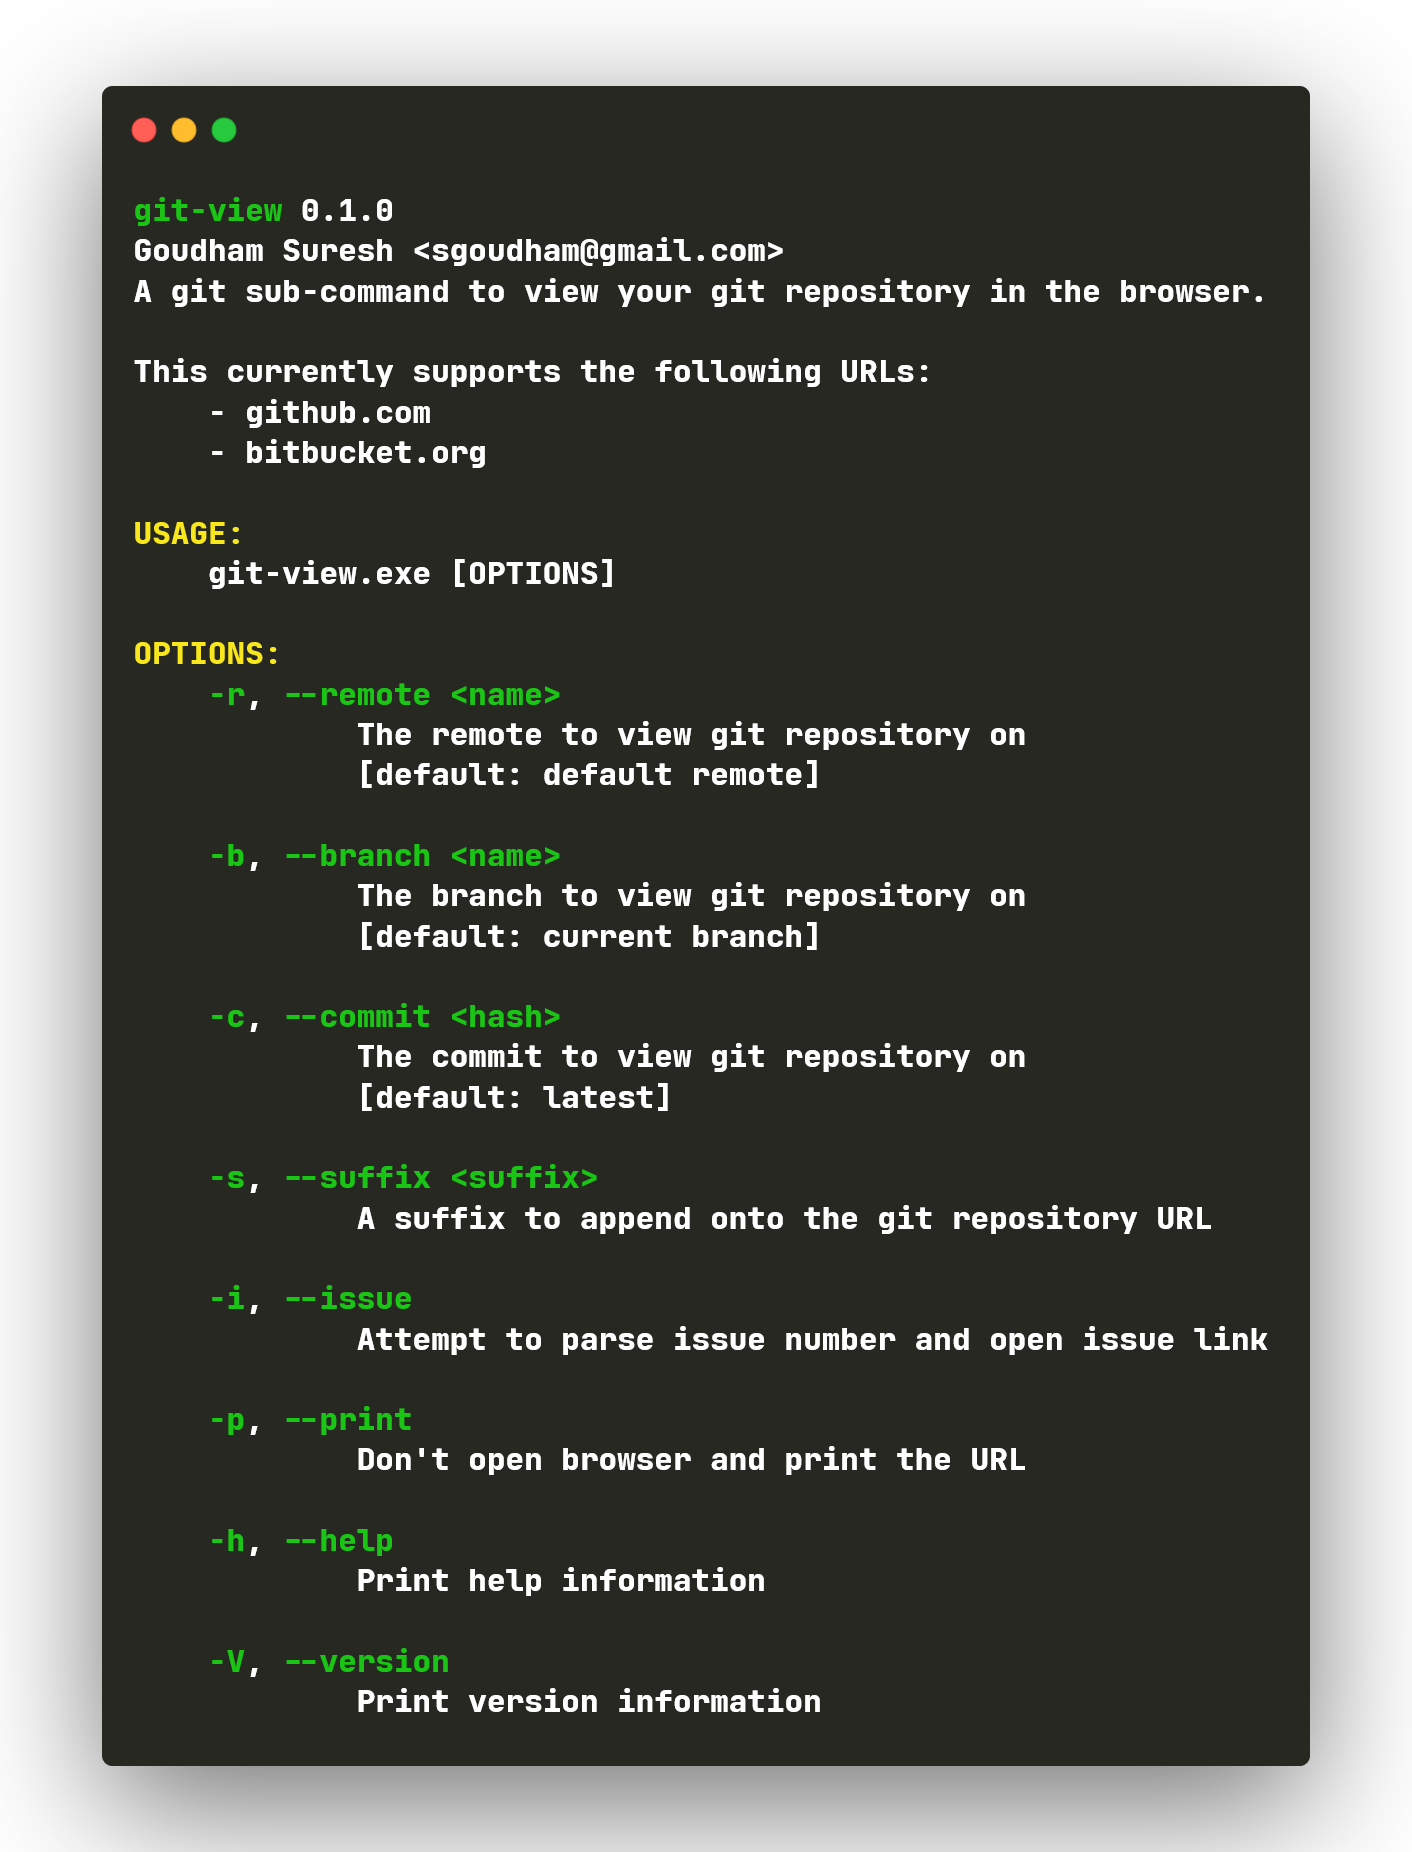 git-view 0.1.0
Goudham Suresh <sgoudham@gmail.com>
A git sub-command to view your git repository in the browser.
This currently supports the following URLs:
- github.com
- bitbucket.org
USAGE:
git-view.exe [OPTIONS]
OPTIONS:
-r, --remote <name>
The remote to view git repository on
[default: default remote]
-b, --branch <name>
The branch to view git repository on
[default: current branch]
-c, --commit <hash>
The commit to view git repository on
[default: latest]
-s, --suffix <suffix>
A suffix to append onto the git repository URL
-i, --issue
Attempt to parse issue number and open issue link
-p, --print
Don't open browser and print the URL
-h, --help
Print help information
-V, --version
Print version information